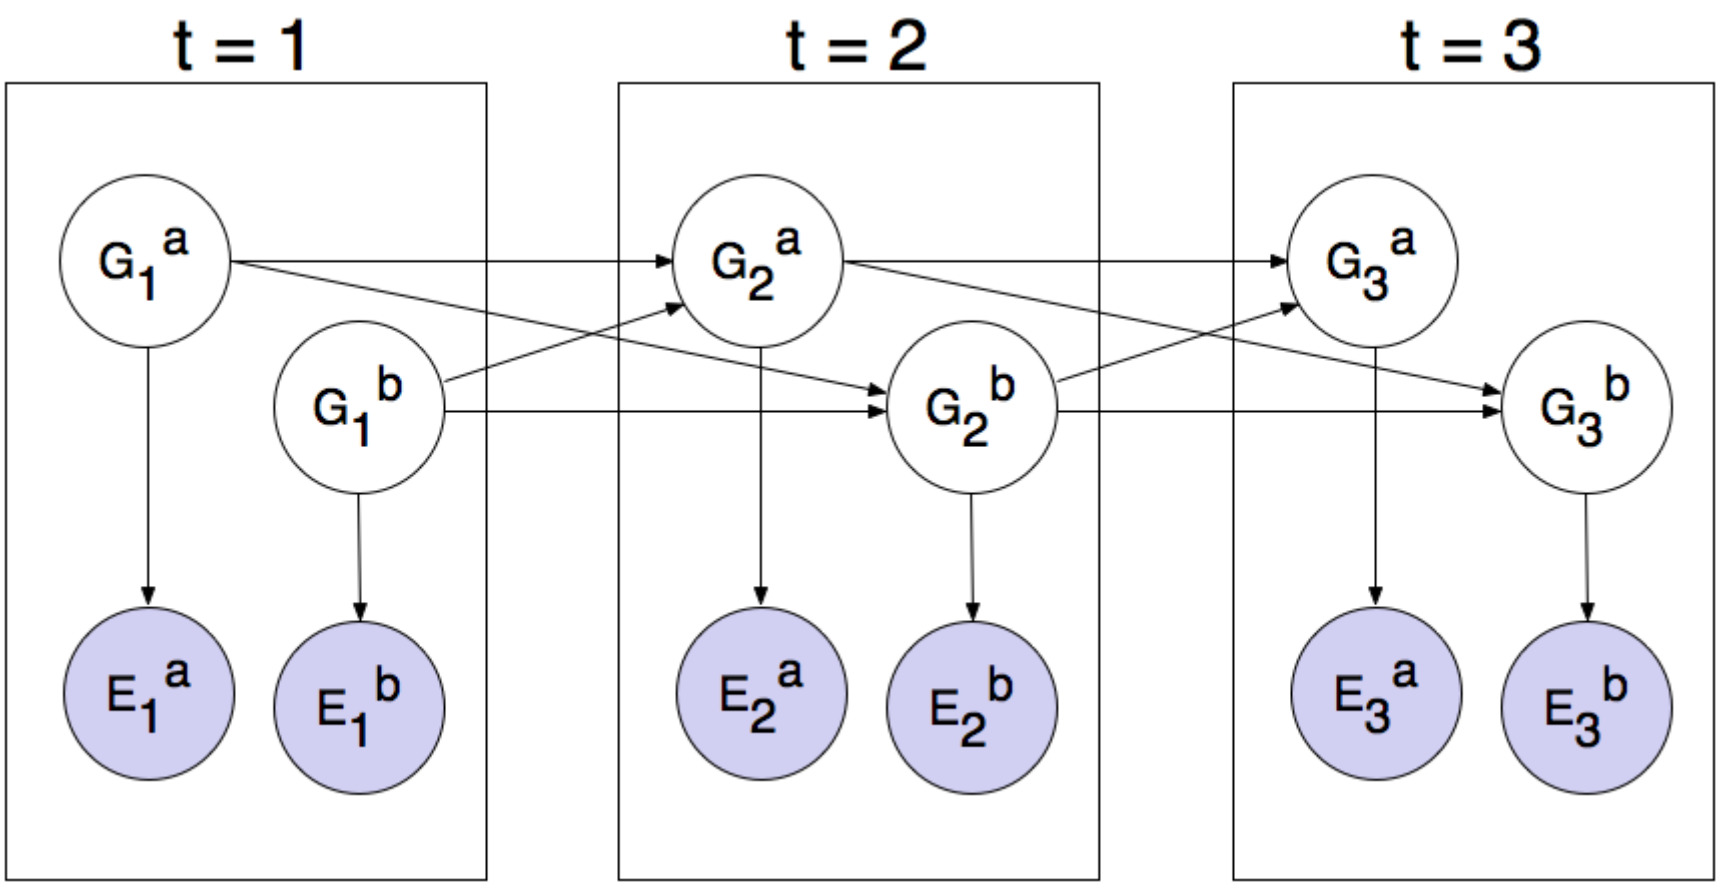 t = 1 t = 2 t = 3
G₁ᵃ G₂ᵃ G₃ᵃ
G₁ᵇ G₂ᵇ G₃ᵇ
E₁ᵃ E₁ᵇ E₂ᵃ E₂ᵇ E₃ᵃ E₃ᵇ